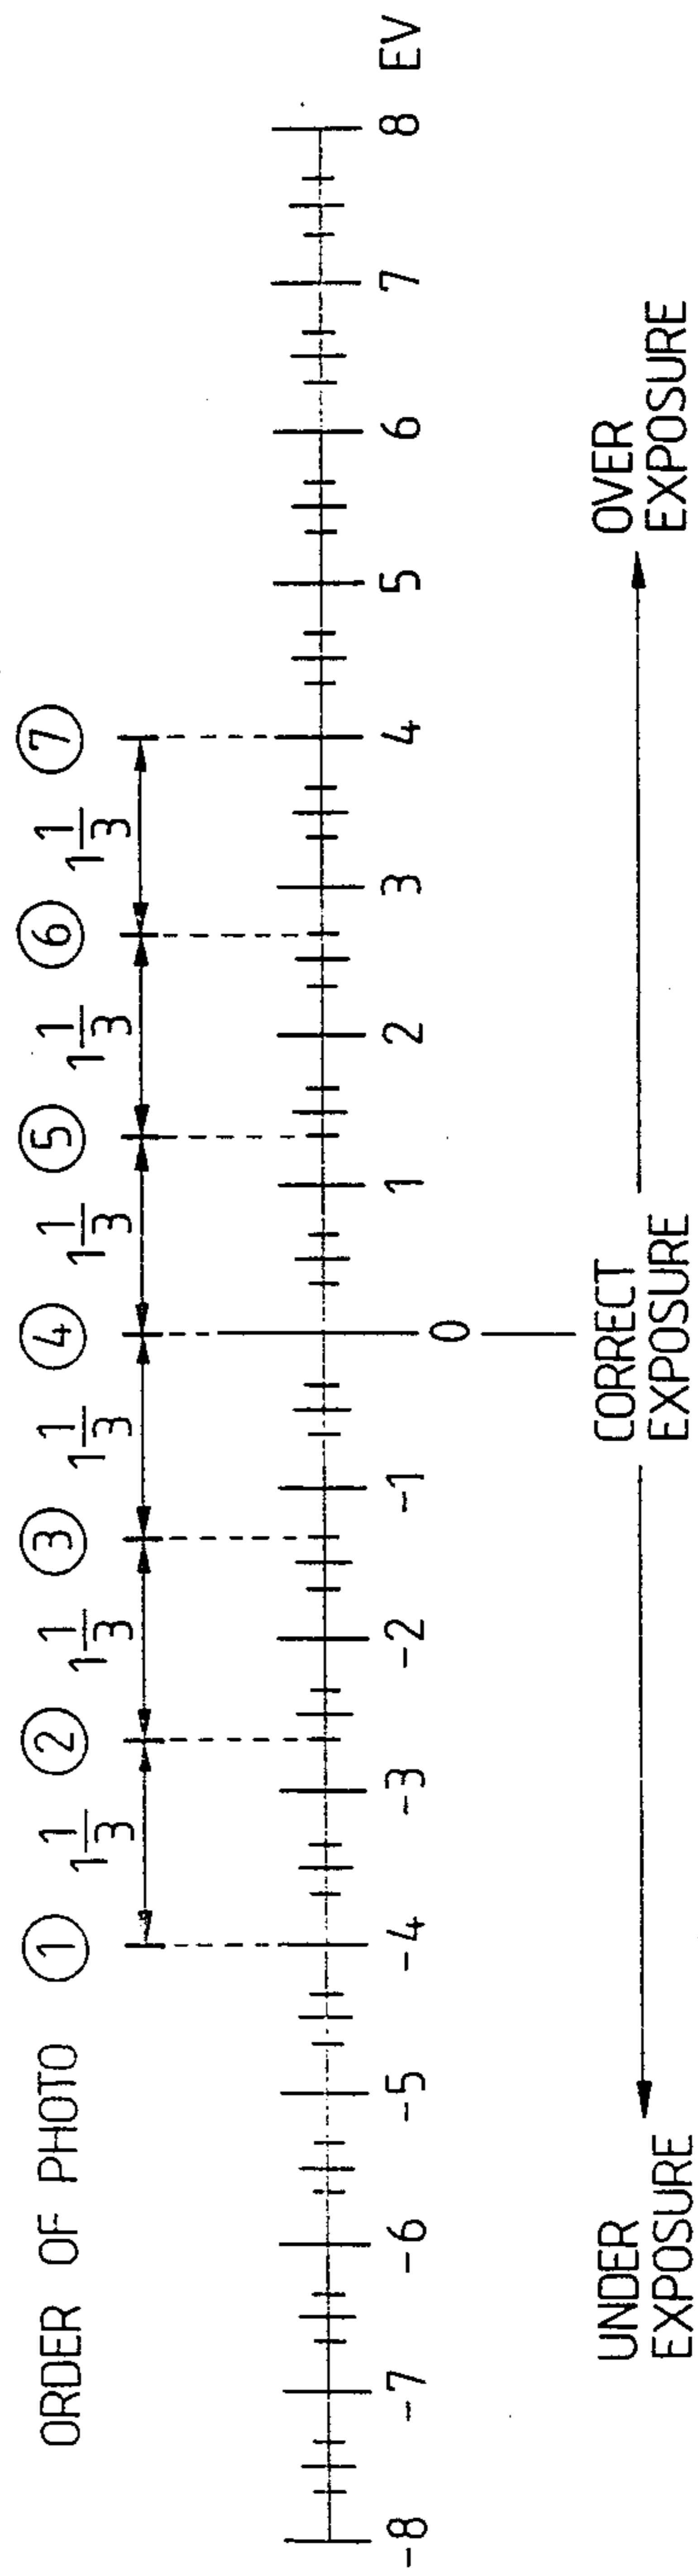 ORDER OF PHOTO ① ② ③ ④ ⑤ ⑥ ⑦
1 1/3 1 1/3 1 1/3 1 1/3 1 1/3 1 1/3
-8 -7 -6 -5 -4 -3 -2 -1 0 1 2 3 4 5 6 7 8 EV
UNDER EXPOSURE
CORRECT EXPOSURE
OVER EXPOSURE